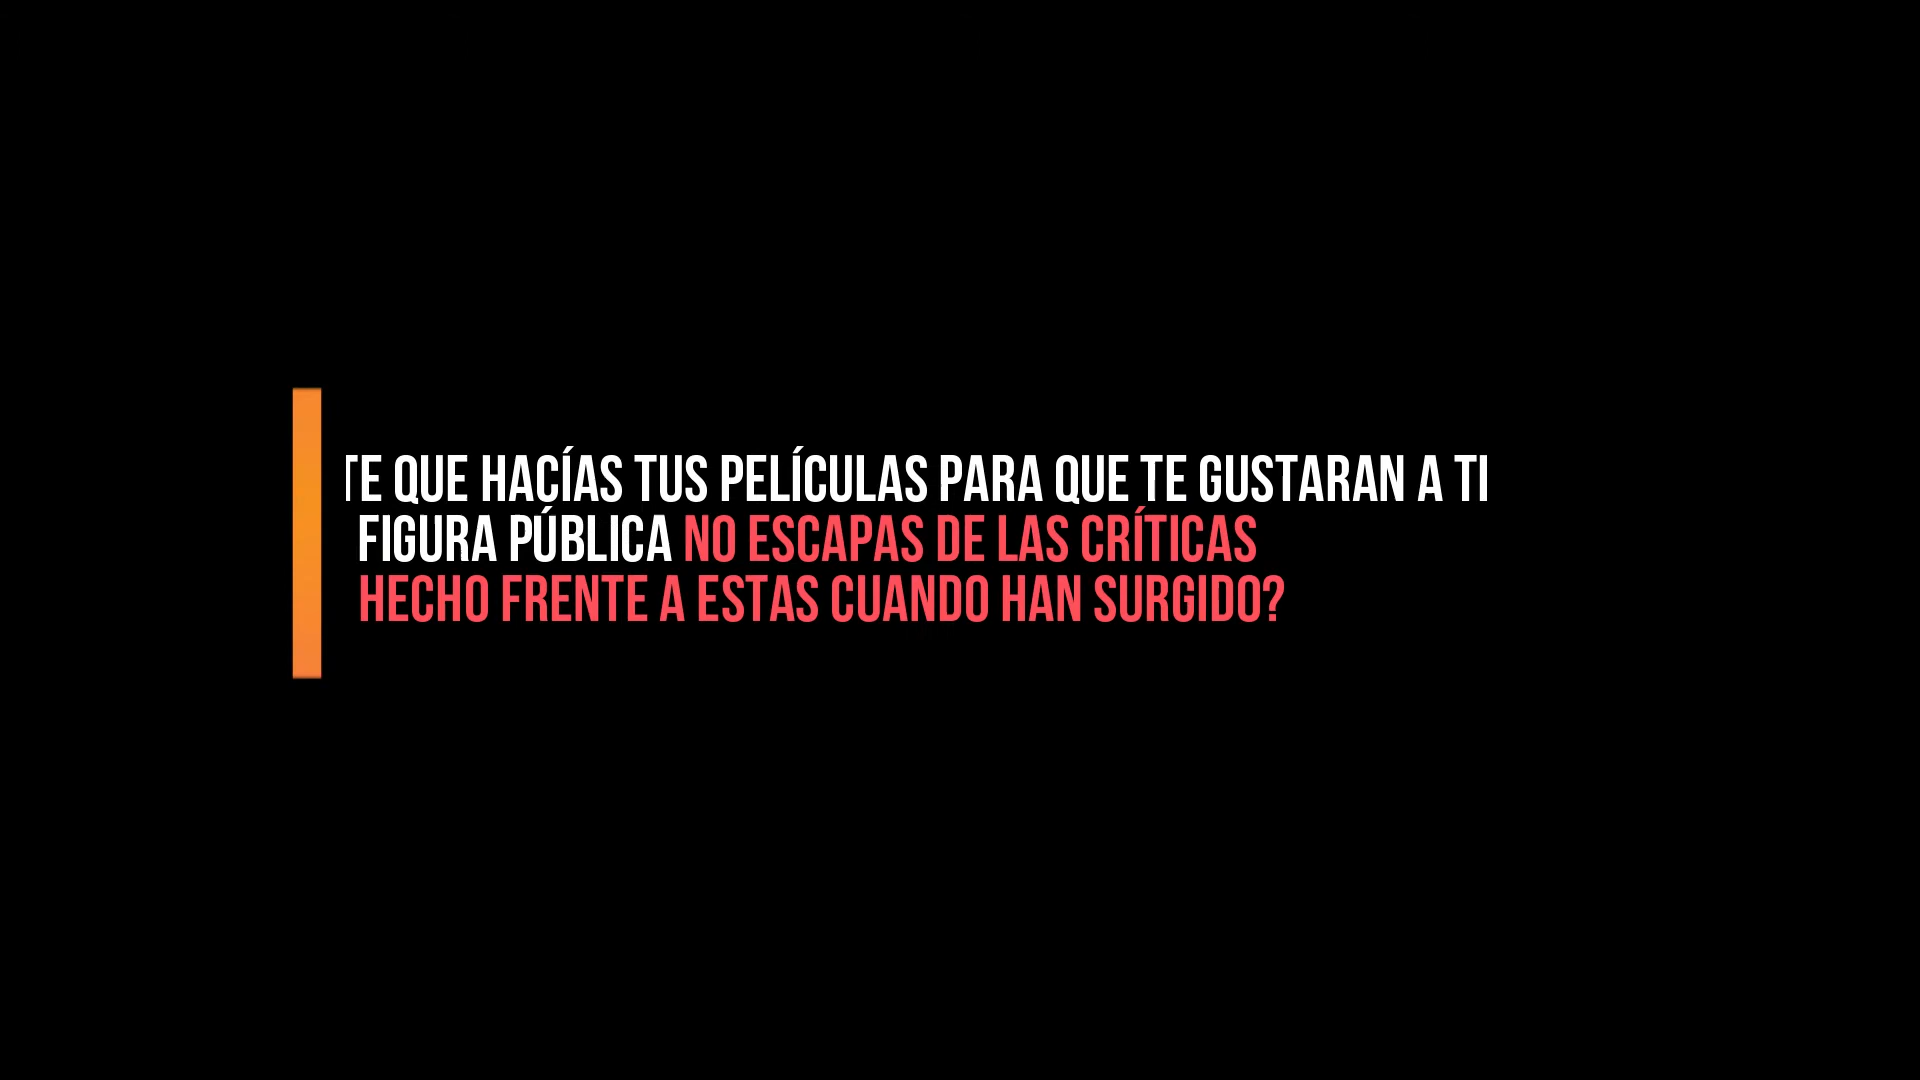 TE QUE HACÍAS TUS PELÍCULAS PARA QUE TE GUSTARAN A TI
FIGURA PÚBLICA NO ESCAPAS DE LAS CRÍTICAS
HECHO FRENTE A ESTAS CUANDO HAN SURGIDO?